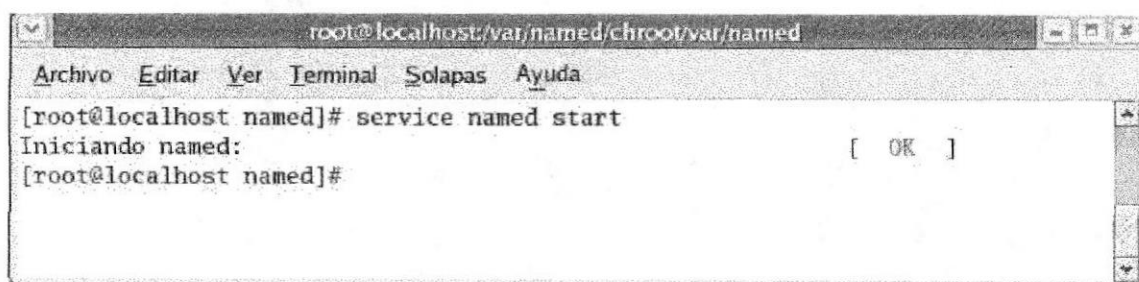 root@localhost:/var/named/chroot/var/named
Archivo Editar Ver Terminal Solapas Ayuda
[root@localhost named]# service named start
Iniciando named: [ OK ]
[root@localhost named]#